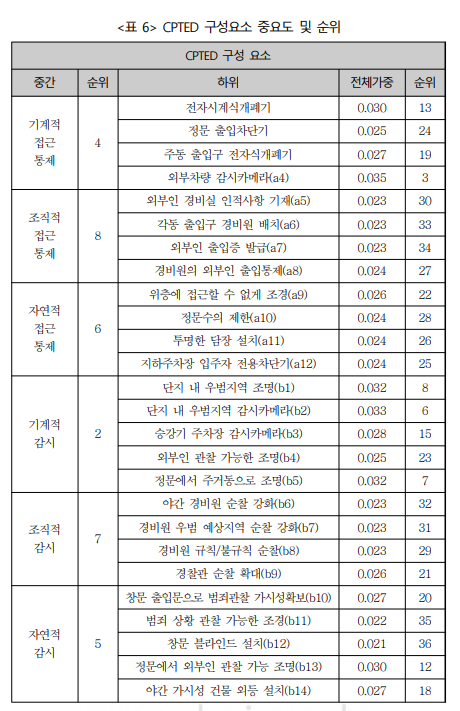 <표 6> CPTED 구성요소 중요도 및 순위
CPTED 구성 요소
중간 순위 하위 전체가중 순위
기계적 접근 통제 4 전자시계식개폐기 0.030 13
정문 출입차단기 0.025 24
주동 출입구 전자식개폐기 0.027 19
외부차량 감시카메라(a4) 0.035 3
조직적 접근 통제 8 외부인 경비실 인적사항 기재(a5) 0.023 30
각동 출입구 경비원 배치(a6) 0.023 33
외부인 출입증 발급(a7) 0.023 34
경비원의 외부인 출입통제(a8) 0.024 27
자연적 접근 통제 6 위층에 접근할 수 없게 조경(a9) 0.026 22
정문수의 제한(a10) 0.024 28
투명한 담장 설치(a11) 0.024 26
지하주차장 입주자 전용차단기(a12) 0.024 25
기계적 감시 2 단지 내 우범지역 조명(b1) 0.032 8
단지 내 우범지역 감시카메라(b2) 0.033 6
승강기 주차장 감시카메라(b3) 0.028 15
외부인 관찰 가능한 조명(b4) 0.025 23
정문에서 주거동으로 조명(b5) 0.032 7
조직적 감시 7 야간 경비원 순찰 강화(b6) 0.023 32
경비원 우범 예상지역 순찰 강화(b7) 0.023 31
경비원 규칙/불규칙 순찰(b8) 0.023 29
경찰관 순찰 확대(b9) 0.026 21
자연적 감시 5 창문 출입문으로 범죄관찰 가시성확보(b10) 0.027 20
범죄 상황 관찰 가능한 조경(b11) 0.022 35
창문 블라인드 설치(b12) 0.021 36
정문에서 외부인 관찰 가능 조명(b13) 0.030 12
야간 가시성 건물 외등 설치(b14) 0.027 18